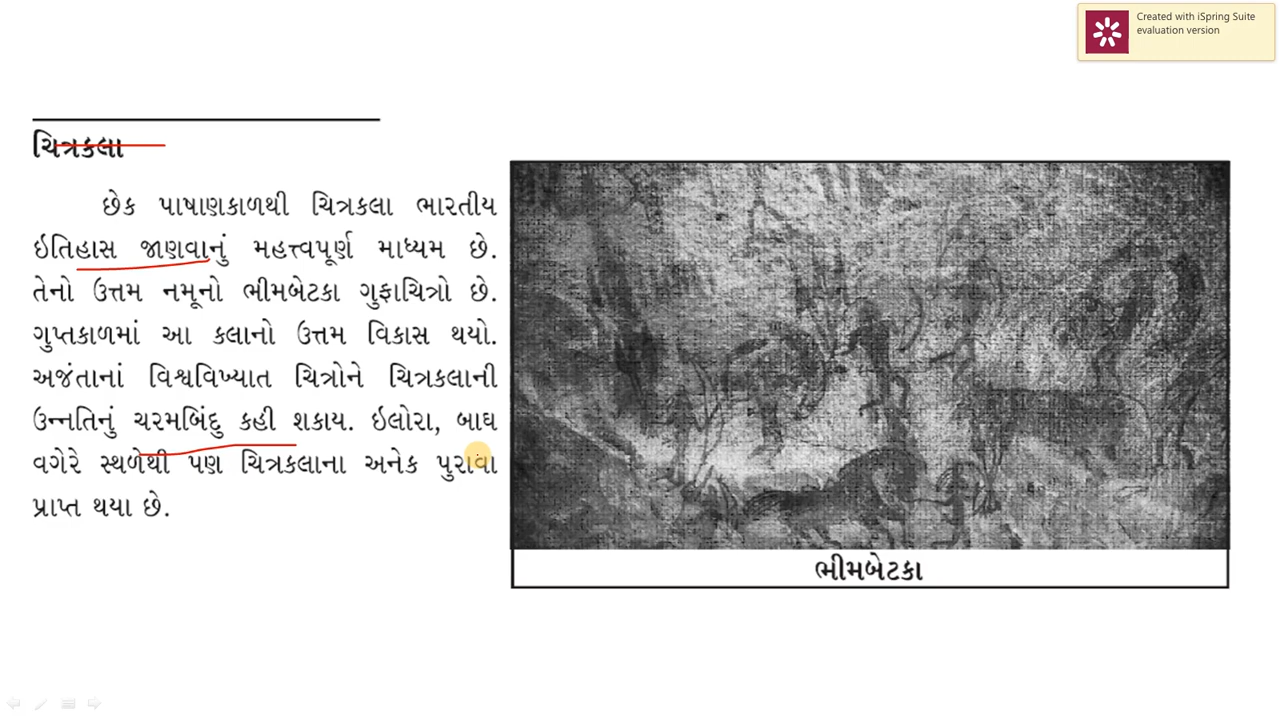 Created with iSpring Suite
evaluation version
ચિત્રકલા
છેક પાષાણકાળથી ચિત્રકલા ભારતીય
ઇતિહાસ જાણવાનું મહત્ત્વપૂર્ણ માધ્યમ છે.
તેનો ઉત્તમ નમૂનો ભીમબેટકા ગુફાચિત્રો છે.
ગુપ્તકાળમાં આ કલાનો ઉત્તમ વિકાસ થયો.
અજંતાનાં વિશ્વવિખ્યાત ચિત્રોને ચિત્રકલાની
ઉન્નતિનું ચરમબિંદુ કહી શકાય. ઇલોરા, બાઘ
વગેરે સ્થળેથી પણ ચિત્રકલાના અનેક પુરાવા
પ્રાપ્ત થયા છે.
ભીમબેટકા